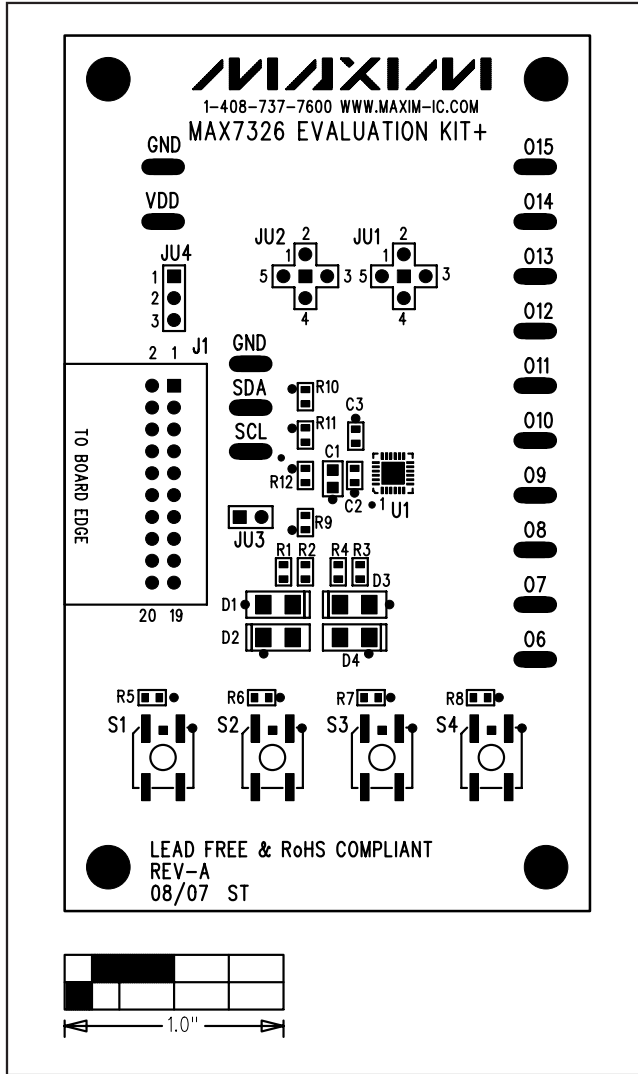 MAXIM
1-408-737-7600 WWW.MAXIM-IC.COM
MAX7326 EVALUATION KIT+
GND
O15
VDD
O14
JU4
1
2
3
JU2
1
2
3
4
5
JU1
1
2
3
4
5
O13
O12
J1
2 1
20 19
TO BOARD EDGE
GND
SDA
SCL
O11
O10
O9
O8
O7
O6
R10
R11
R12
C3
C1
C2
1
U1
JU3
R9
R1 R2 R4 R3
D1
D3
D2
D4
R5
R6
R7
R8
S1
S2
S3
S4
LEAD FREE & RoHS COMPLIANT
REV-A
08/07 ST
1.0"